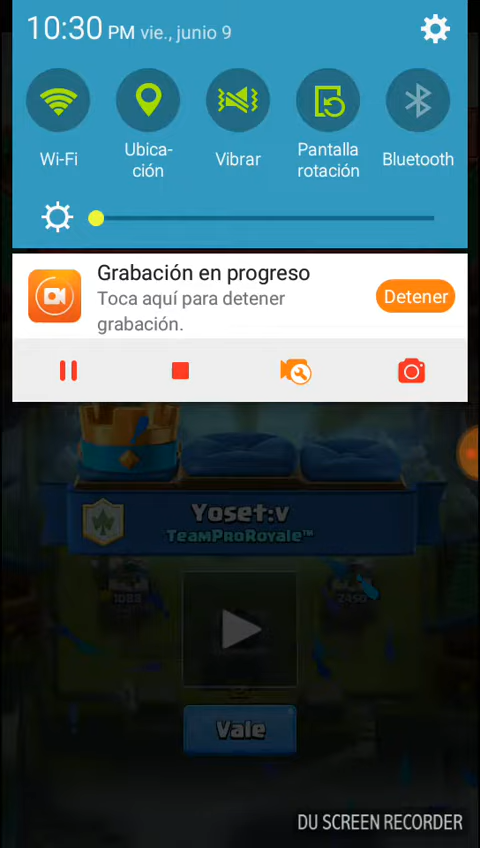 10:30 PM vie., junio 9
Wi-Fi
Ubica-
ción
Vibrar
Pantalla
rotación
Bluetooth
Grabación en progreso
Toca aquí para detener
grabación.
Detener
Yoset:v
TeamProRoyale™
Vale
DU SCREEN RECORDER